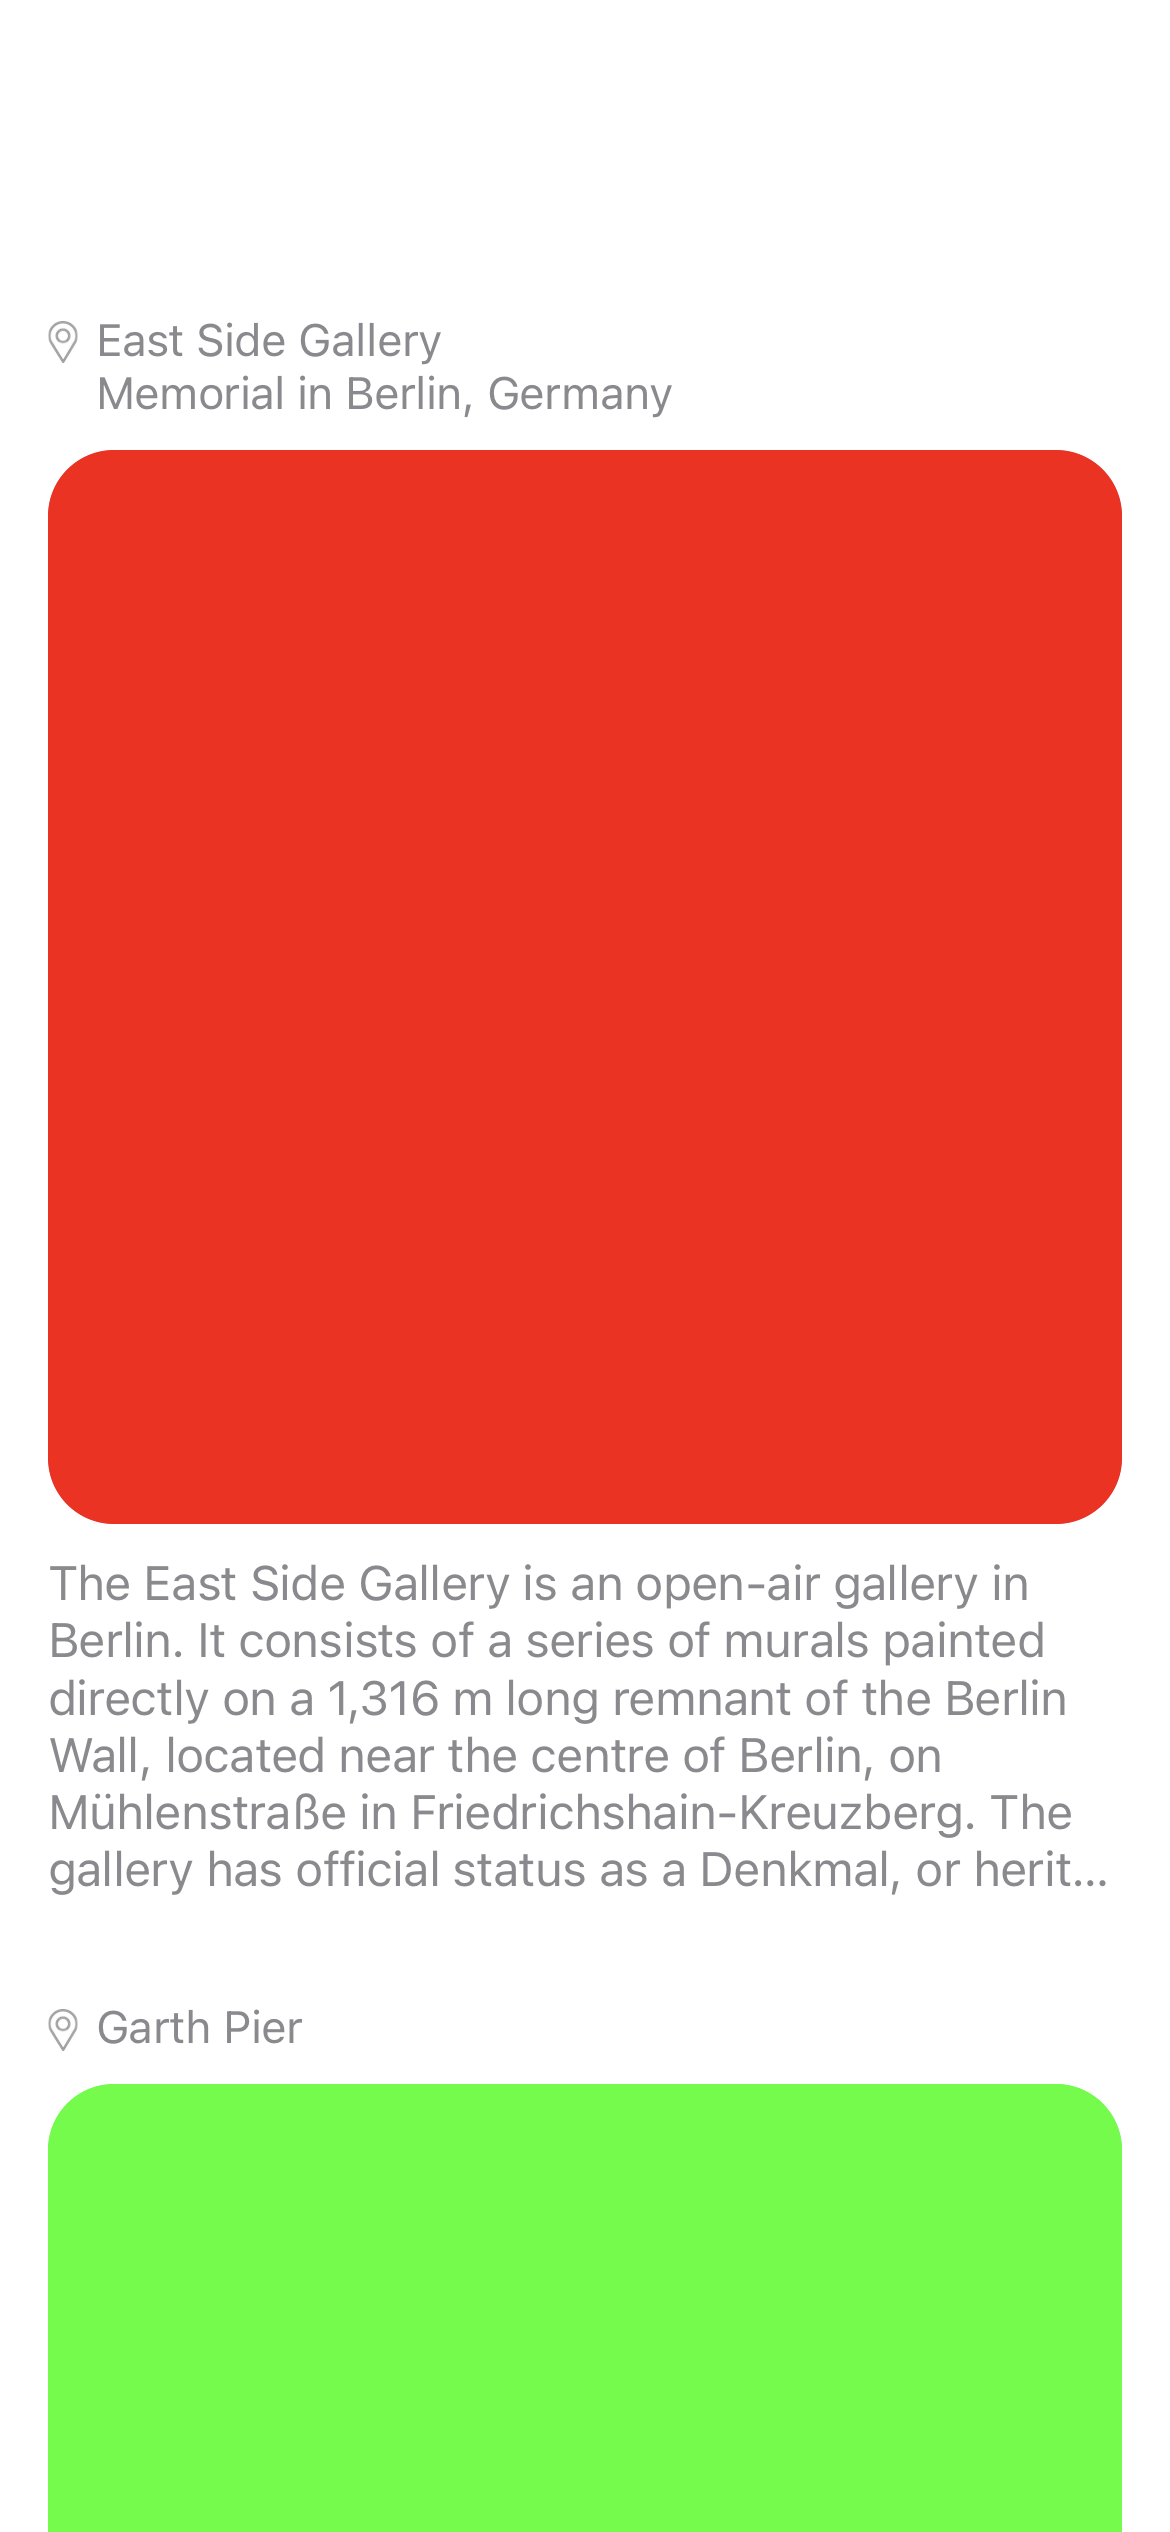 East Side Gallery
Memorial in Berlin, Germany
The East Side Gallery is an open-air gallery in
Berlin. It consists of a series of murals painted
directly on a 1,316 m long remnant of the Berlin
Wall, located near the centre of Berlin, on
Mühlenstraße in Friedrichshain-Kreuzberg. The
gallery has official status as a Denkmal, or herit...
Garth Pier